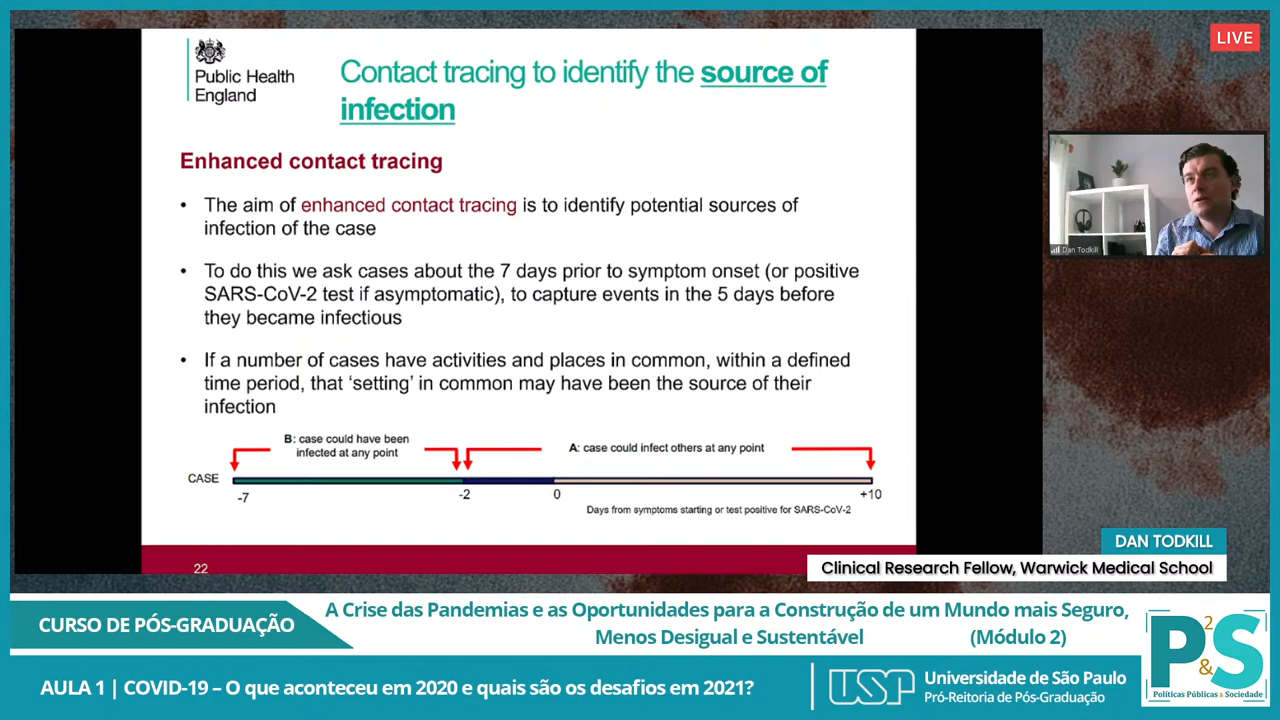 LIVE
Public Health
England
Contact tracing to identify the source of
infection
Enhanced contact tracing
• The aim of enhanced contact tracing is to identify potential sources of
infection of the case
• To do this we ask cases about the 7 days prior to symptom onset (or positive
SARS-CoV-2 test if asymptomatic), to capture events in the 5 days before
they became infectious
• If a number of cases have activities and places in common, within a defined
time period, that ‘setting’ in common may have been the source of their
infection
B: case could have been
infected at any point
A: case could infect others at any point
CASE
-7
-2
0
+10
Days from symptoms starting or test positive for SARS-CoV-2
22
Dan Todkill
DAN TODKILL
Clinical Research Fellow, Warwick Medical School
CURSO DE PÓS-GRADUAÇÃO
A Crise das Pandemias e as Oportunidades para a Construção de um Mundo mais Seguro,
Menos Desigual e Sustentável (Módulo 2)
AULA 1 | COVID-19 – O que aconteceu em 2020 e quais são os desafios em 2021?
USP
Universidade de São Paulo
Pró-Reitoria de Pós-Graduação
P2&S
Políticas Públicas & Sociedade